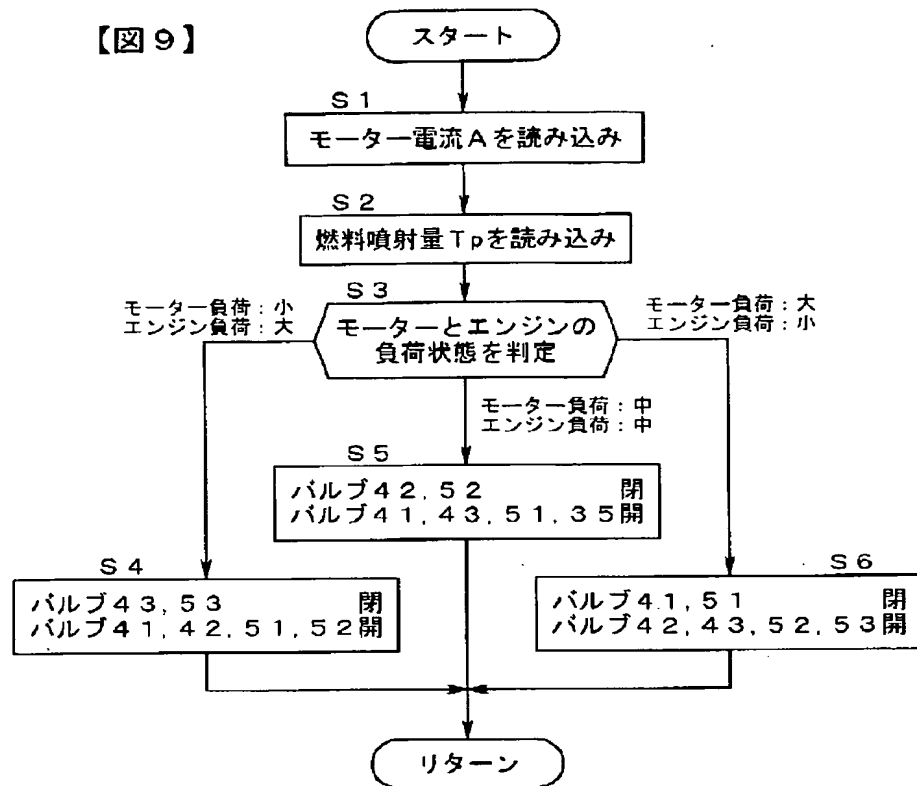 【図９】
スタート
Ｓ１
モーター電流Ａを読み込み
Ｓ２
燃料噴射量Ｔｐを読み込み
Ｓ３
モーターとエンジンの
負荷状態を判定
モーター負荷：小
エンジン負荷：大
モーター負荷：大
エンジン負荷：小
モーター負荷：中
エンジン負荷：中
Ｓ５
バルブ４２，５２　閉
バルブ４１，４３，５１，３５開
Ｓ４
バルブ４３，５３　閉
バルブ４１，４２，５１，５２開
Ｓ６
バルブ４１，５１　閉
バルブ４２，４３，５２，５３開
リターン